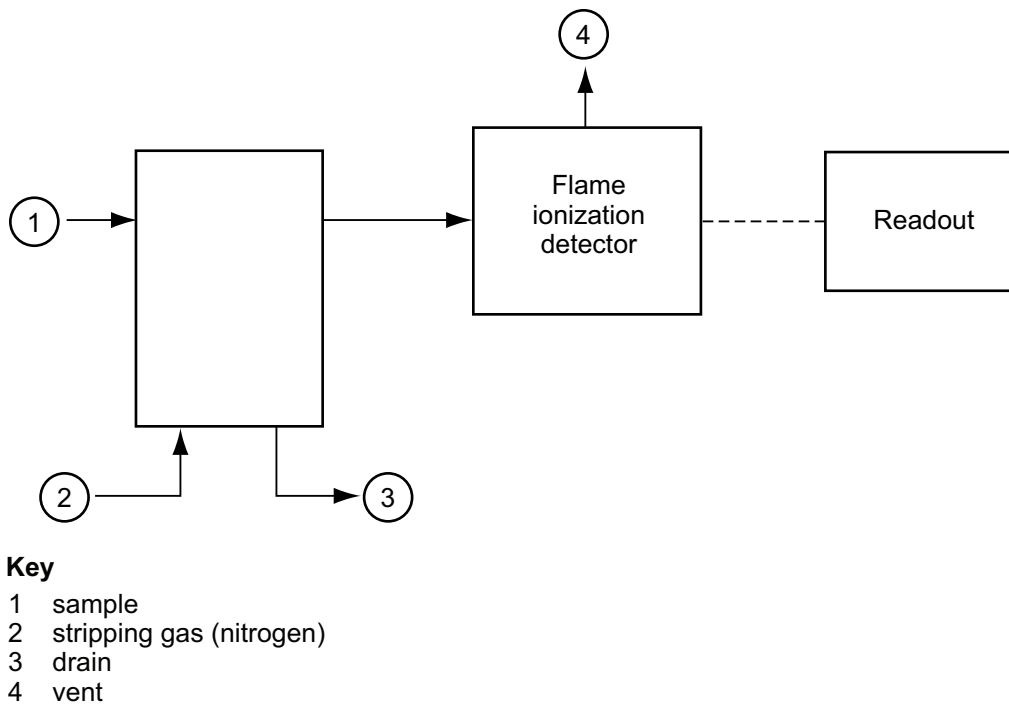 4
Flame
ionization
detector
Readout
1
2
3
Key
1 sample
2 stripping gas (nitrogen)
3 drain
4 vent